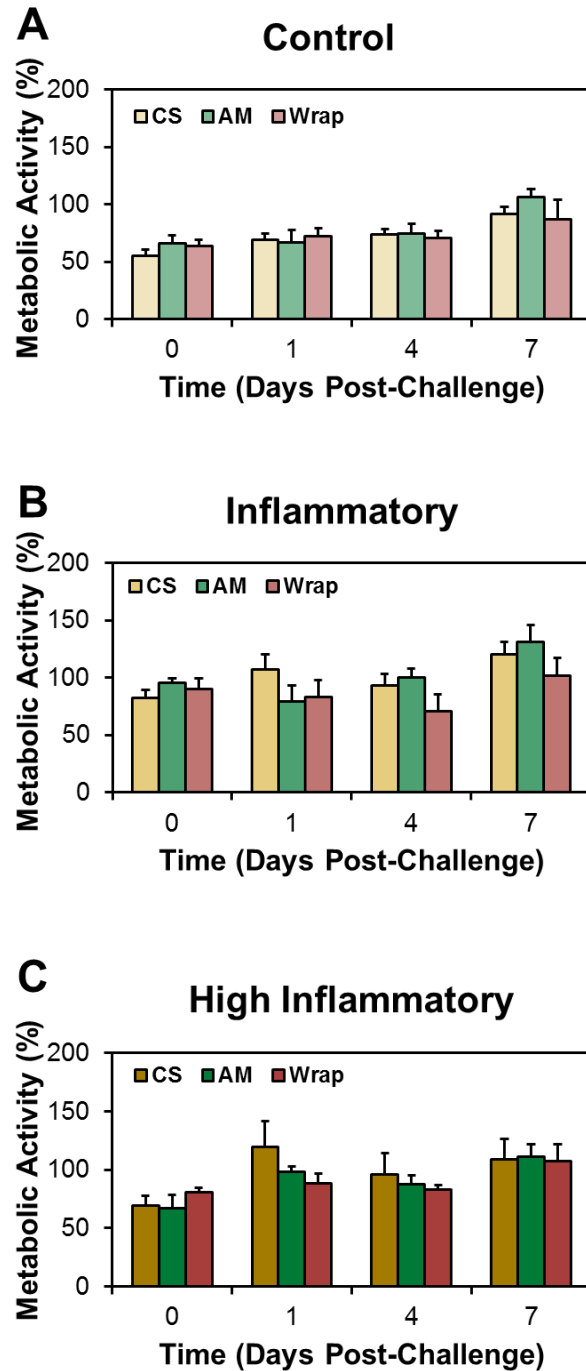 A
Control
Metabolic Activity (%)
200
150
100
50
0
CS AM Wrap
0 1 4 7
Time (Days Post-Challenge)
B
Inflammatory
Metabolic Activity (%)
200
150
100
50
0
CS AM Wrap
0 1 4 7
Time (Days Post-Challenge)
C
High Inflammatory
Metabolic Activity (%)
200
150
100
50
0
CS AM Wrap
0 1 4 7
Time (Days Post-Challenge)